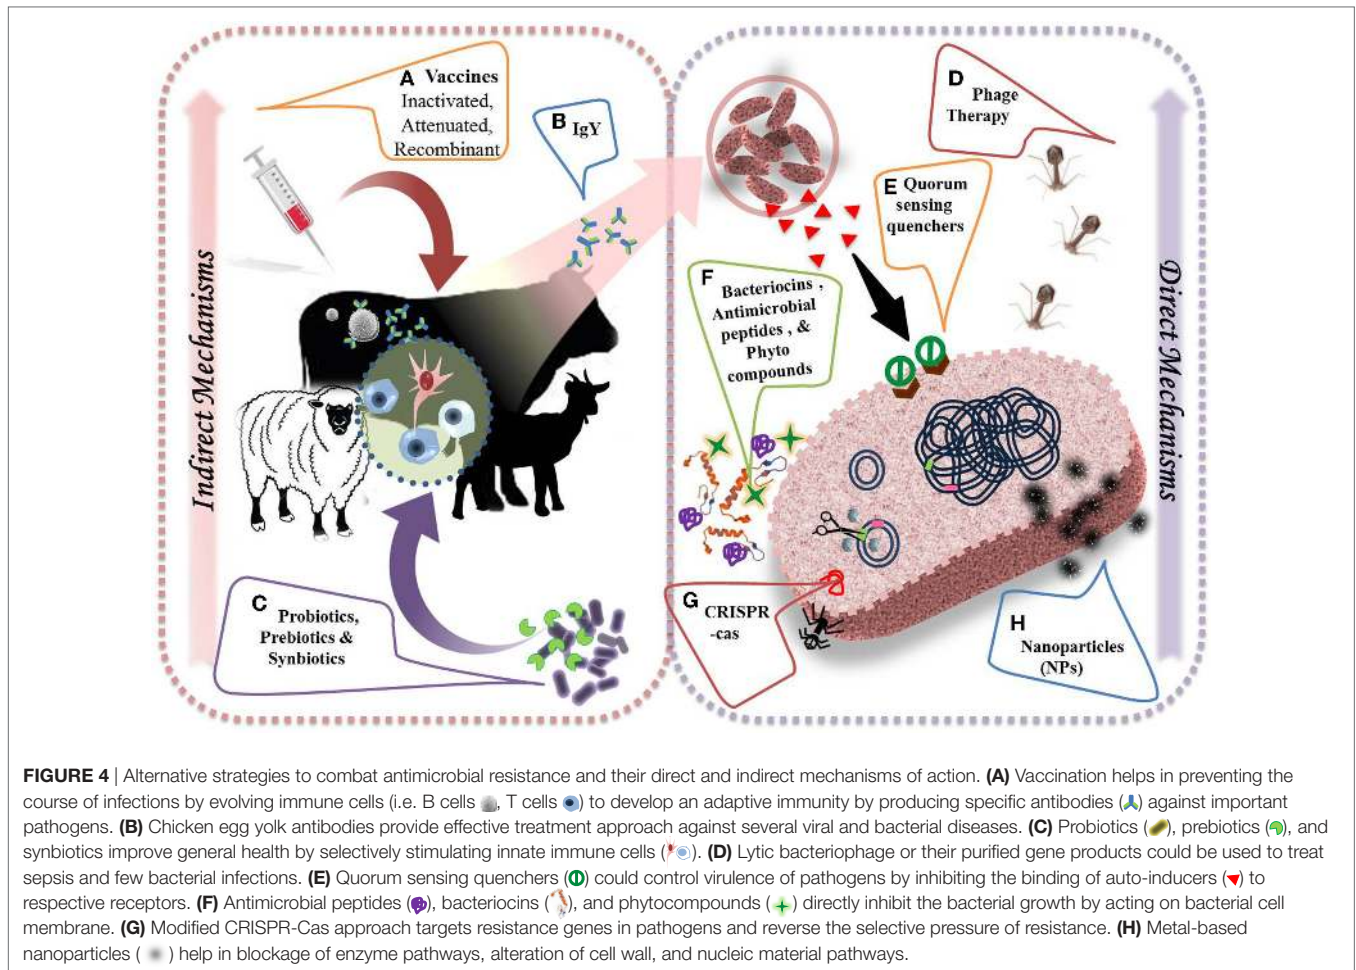 A Vaccines
Inactivated,
Attenuated,
Recombinant
B IgY
Indirect Mechanisms
C Probiotics,
Prebiotics &
Synbiotics
D Phage
Therapy
E Quorum
sensing
quenchers
F Bacteriocins ,
Antimicrobial
peptides , &
Phyto
compounds
Direct Mechanisms
G CRISPR
-cas
H
Nanoparticles
(NPs)
FIGURE 4 | Alternative strategies to combat antimicrobial resistance and their direct and indirect mechanisms of action. (A) Vaccination helps in preventing the
course of infections by evolving immune cells (i.e. B cells , T cells ) to develop an adaptive immunity by producing specific antibodies ( ) against important
pathogens. (B) Chicken egg yolk antibodies provide effective treatment approach against several viral and bacterial diseases. (C) Probiotics ( ), prebiotics ( ), and
synbiotics improve general health by selectively stimulating innate immune cells ( ). (D) Lytic bacteriophage or their purified gene products could be used to treat
sepsis and few bacterial infections. (E) Quorum sensing quenchers ( ) could control virulence of pathogens by inhibiting the binding of auto-inducers ( ) to
respective receptors. (F) Antimicrobial peptides ( ), bacteriocins ( ), and phytocompounds ( ) directly inhibit the bacterial growth by acting on bacterial cell
membrane. (G) Modified CRISPR-Cas approach targets resistance genes in pathogens and reverse the selective pressure of resistance. (H) Metal-based
nanoparticles ( ) help in blockage of enzyme pathways, alteration of cell wall, and nucleic material pathways.